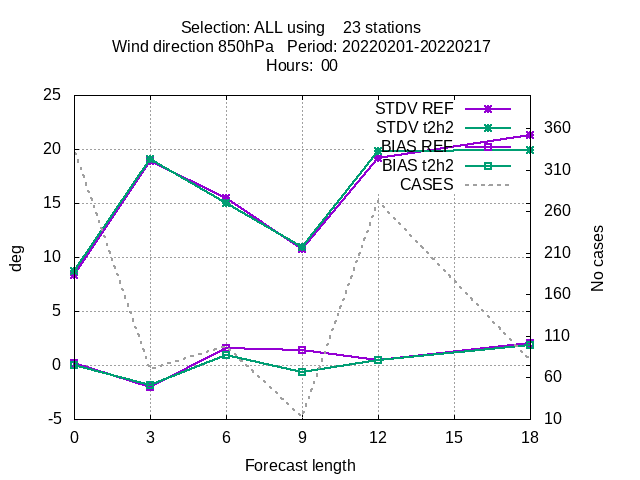 Selection: ALL using 23 stations
Wind direction 850hPa Period: 20220201-20220217
Hours: 00
STDV REF
STDV t2h2
BIAS REF
BIAS t2h2
CASES
deg
25
20
15
10
5
0
-5
No cases
360
310
260
210
160
110
60
10
0 3 6 9 12 15 18
Forecast length